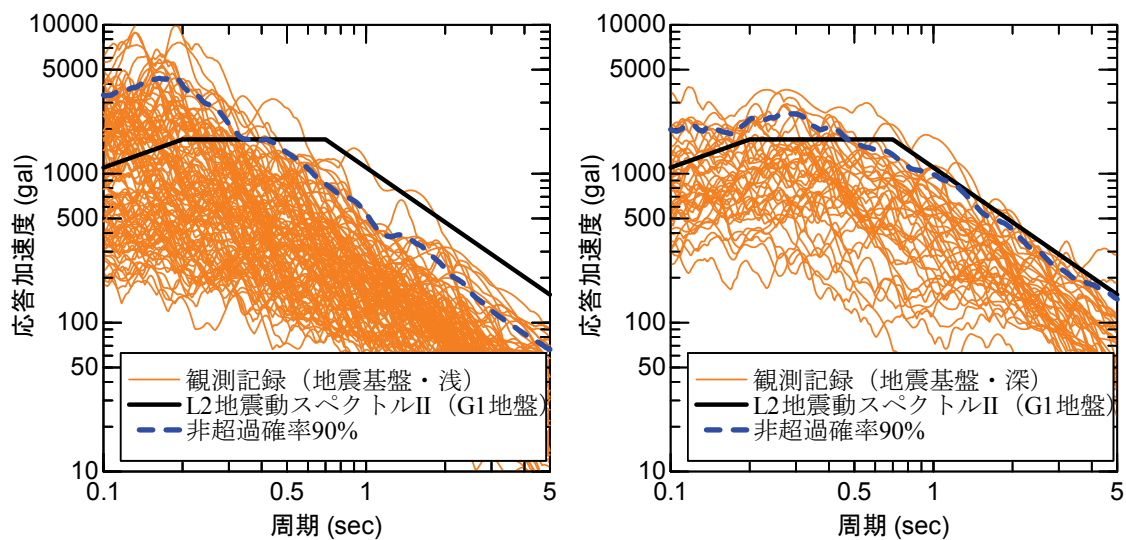 10000
5000
1000
500
100
50
10
応答加速度 (gal)
観測記録（地震基盤・浅）
L2地震動スペクトルII（G1地盤）
非超過確率90%
0.1
0.5
1
5
周期 (sec)
10000
5000
1000
500
100
50
10
応答加速度 (gal)
観測記録（地震基盤・深）
L2地震動スペクトルII（G1地盤）
非超過確率90%
0.1
0.5
1
5
周期 (sec)